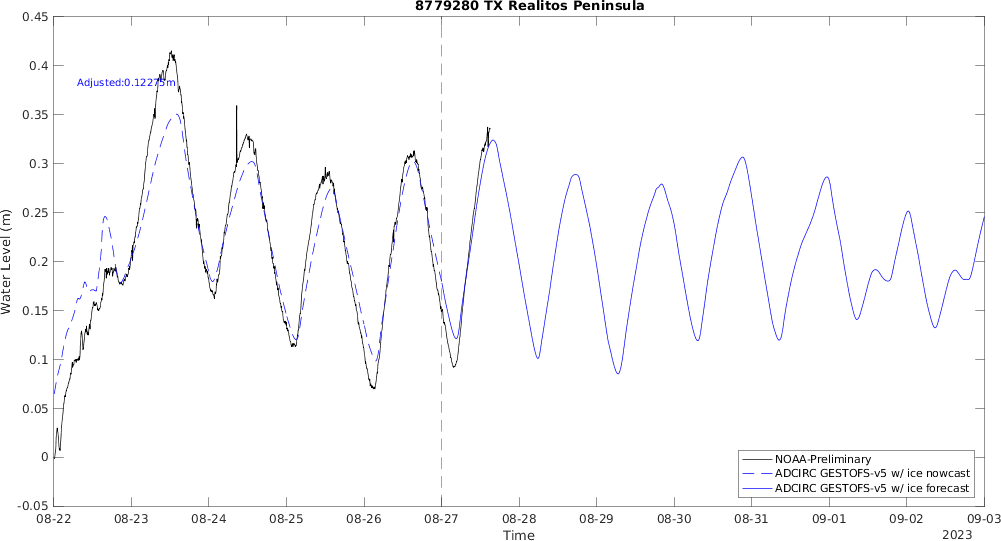 8779280 TX Realitos Peninsula
0.45
0.4
0.35
0.3
0.25
0.2
0.15
0.1
0.05
0
-0.05
Water Level (m)
Adjusted:0.12275m
NOAA-Preliminary
ADCIRC GESTOFS-v5 w/ ice nowcast
ADCIRC GESTOFS-v5 w/ ice forecast
08-22 08-23 08-24 08-25 08-26 08-27 08-28 08-29 08-30 08-31 09-01 09-02 09-03
Time
2023